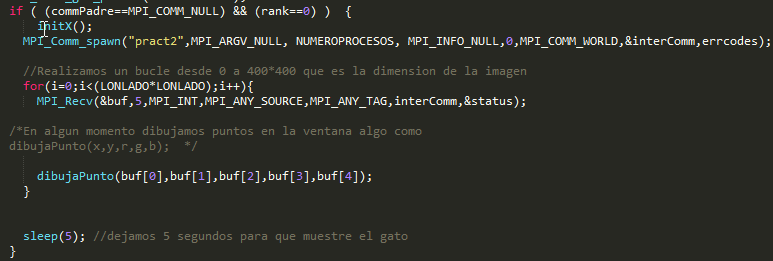 if ( (commPadre==MPI_COMM_NULL) && (rank==0) )  {
initX();
MPI_Comm_spawn("pract2",MPI_ARGV_NULL, NUMEROPROCESOS, MPI_INFO_NULL,0,MPI_COMM_WORLD,&interComm,errcodes);
//Realizamos un bucle desde 0 a 400*400 que es la dimension de la imagen
for(i=0;i<(LONLADO*LONLADO);i++){
MPI_Recv(&buf,5,MPI_INT,MPI_ANY_SOURCE,MPI_ANY_TAG,interComm,&status);
/*En algun momento dibujamos puntos en la ventana algo como
dibujaPunto(x,y,r,g,b);  */
dibujaPunto(buf[0],buf[1],buf[2],buf[3],buf[4]);
}
sleep(5); //dejamos 5 segundos para que muestre el gato
}